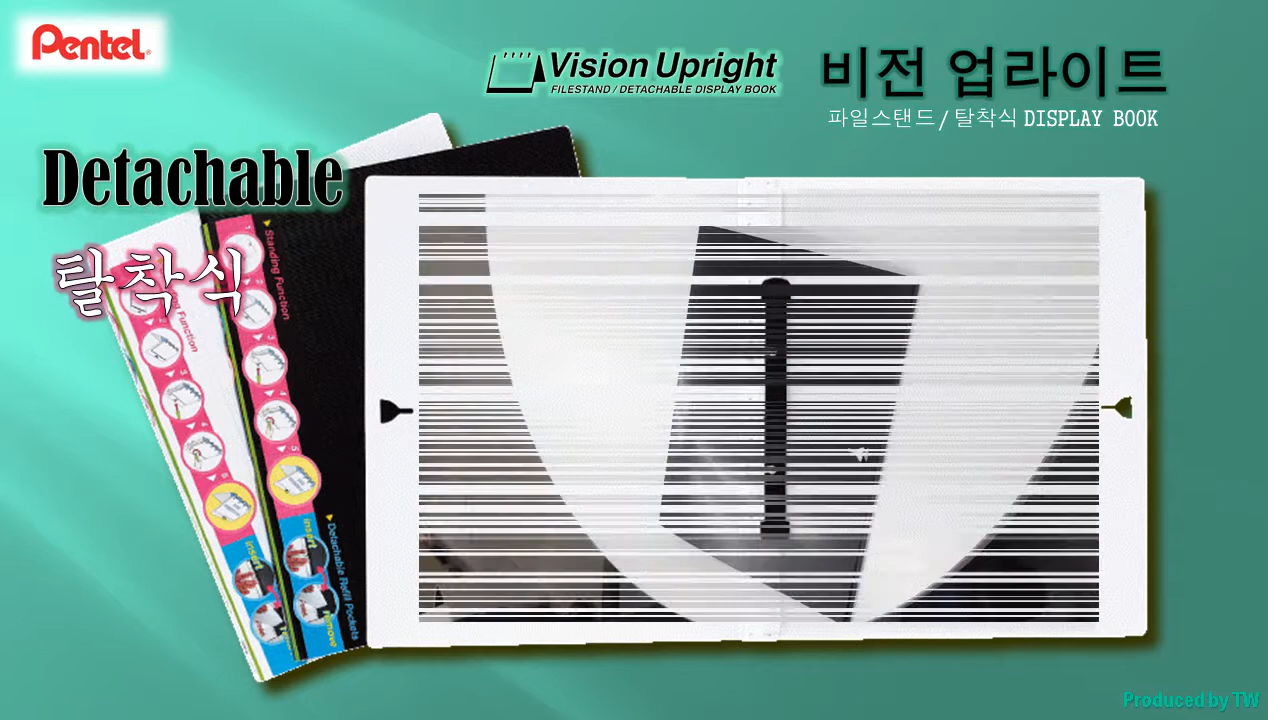 Pentel
Vision Upright
FILESTAND / DETACHABLE DISPLAY BOOK
비전 업라이트
파일스탠드 / 탈착식 DISPLAY BOOK
Detachable
탈착식
Standing Function
Function
Insert
Insert
Detachable Refill Pockets
Remove
Produced by TW